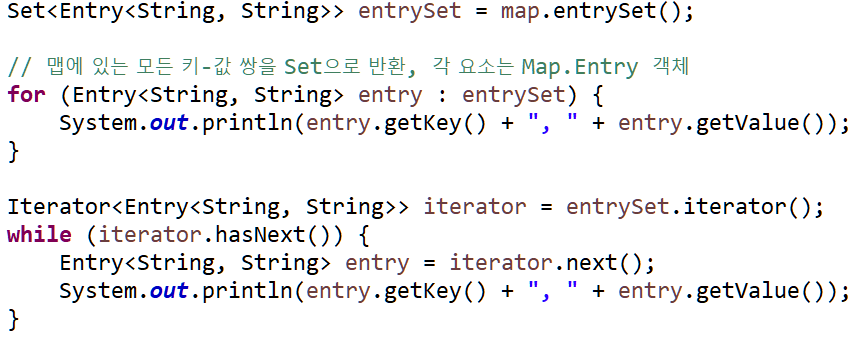 Set<Entry<String, String>> entrySet = map.entrySet();
// 맵에 있는 모든 키-값 쌍을 Set으로 반환, 각 요소는 Map.Entry 객체
for (Entry<String, String> entry : entrySet) {
    System.out.println(entry.getKey() + ", " + entry.getValue());
}
Iterator<Entry<String, String>> iterator = entrySet.iterator();
while (iterator.hasNext()) {
    Entry<String, String> entry = iterator.next();
    System.out.println(entry.getKey() + ", " + entry.getValue());
}